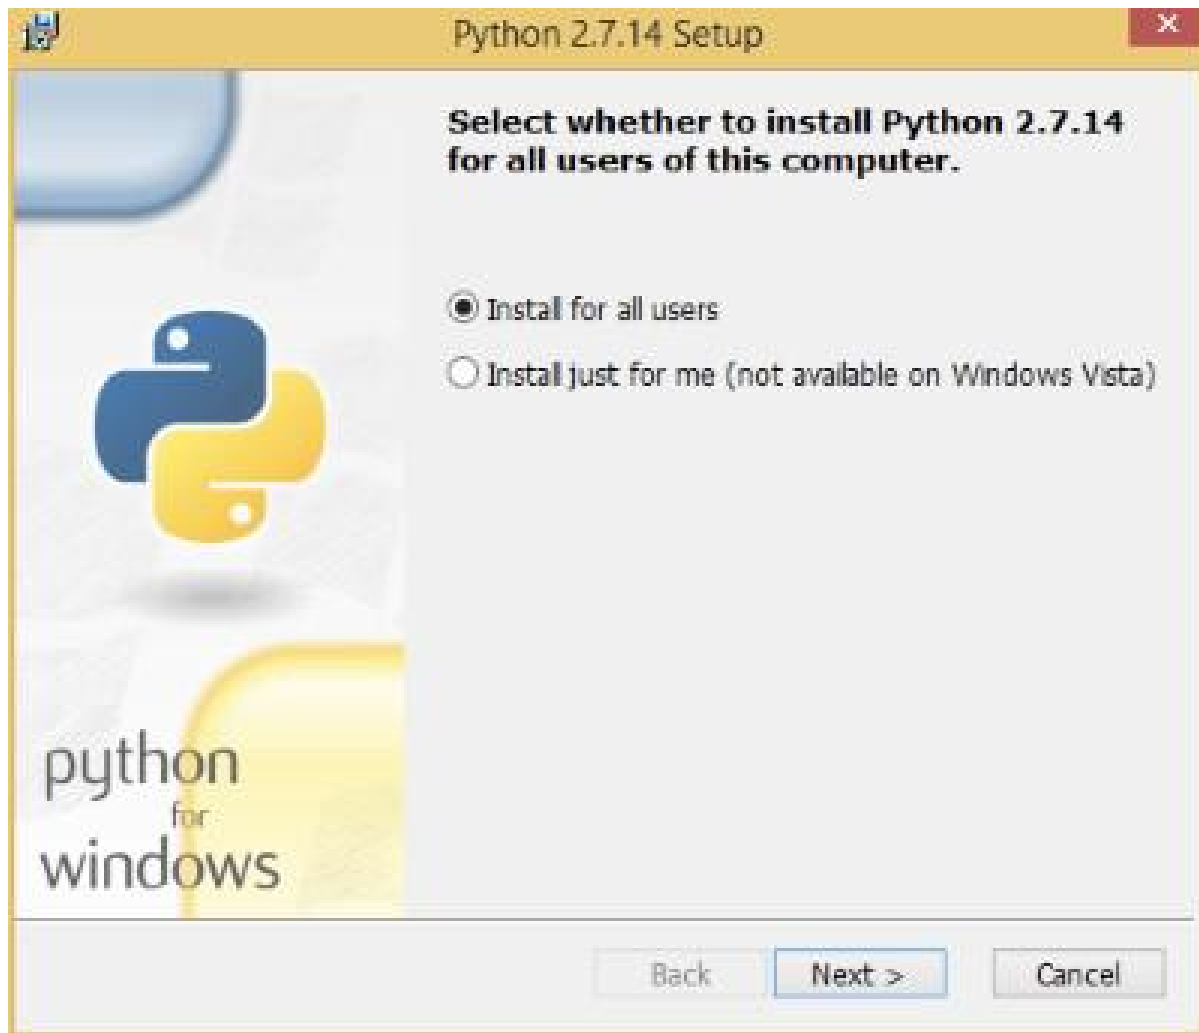 Python 2.7.14 Setup
Select whether to install Python 2.7.14
for all users of this computer.
Install for all users
Install just for me (not available on Windows Vista)
python
for
windows
Back
Next >
Cancel